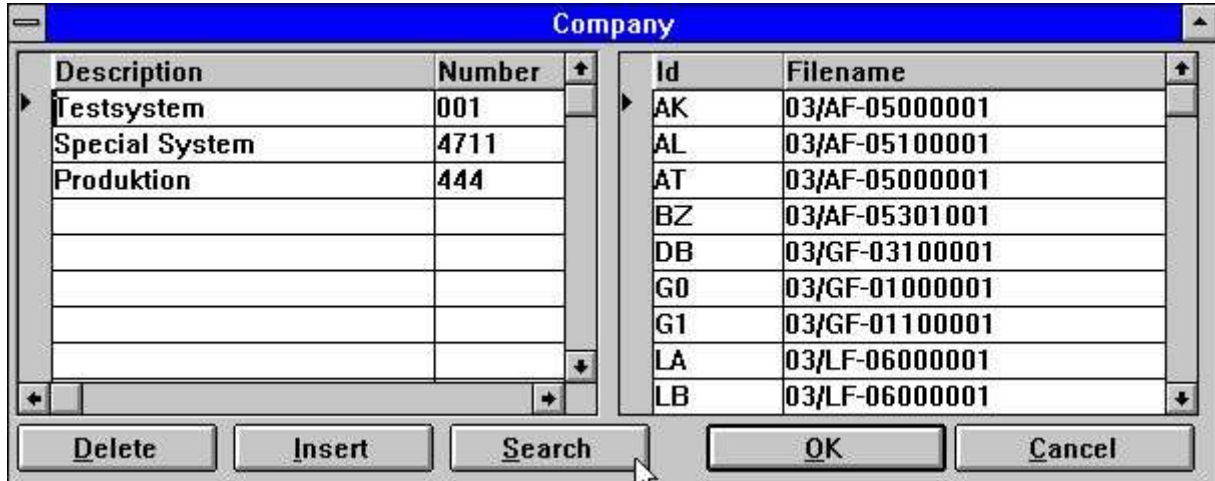 Company
Description Number
Testsystem 001
Special System 4711
Produktion 444
Id Filename
AK 03/AF-05000001
AL 03/AF-05100001
AT 03/AF-05000001
BZ 03/AF-05301001
DB 03/GF-03100001
G0 03/GF-01000001
G1 03/GF-01100001
LA 03/LF-06000001
LB 03/LF-06000001
Delete Insert Search OK Cancel